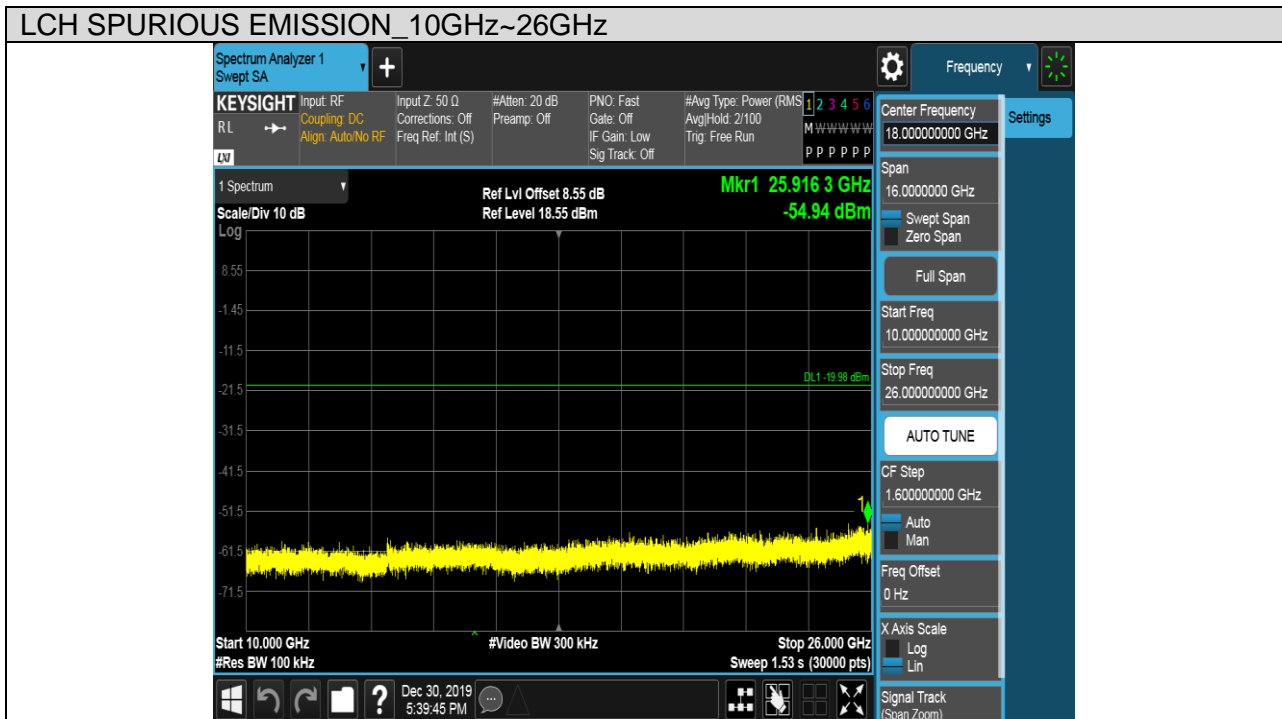 LCH SPURIOUS EMISSION_10GHz~26GHz
Spectrum Analyzer 1
Swept SA
+
Frequency
KEYSIGHT
RL
LXI
Input: RF
Coupling: DC
Align: Auto/No RF
Input Z: 50 Ω
Corrections: Off
Freq Ref: Int (S)
#Atten: 20 dB
Preamp: Off
PNO: Fast
Gate: Off
IF Gain: Low
Sig Track: Off
#Avg Type: Power (RMS
Avg|Hold: 2/100
Trig: Free Run
1 2 3 4 5 6
M W W W W W
P P P P P P
1 Spectrum
Scale/Div 10 dB
Log
Ref Lvl Offset 8.55 dB
Ref Level 18.55 dBm
Mkr1 25.916 3 GHz
-54.94 dBm
8.55
-1.45
-11.5
-21.5
-31.5
-41.5
-51.5
-61.5
-71.5
DL1 -19.98 dBm
1
Start 10.000 GHz
#Res BW 100 kHz
#Video BW 300 kHz
Stop 26.000 GHz
Sweep 1.53 s (30000 pts)
Center Frequency
18.000000000 GHz
Settings
Span
16.0000000 GHz
Swept Span
Zero Span
Full Span
Start Freq
10.000000000 GHz
Stop Freq
26.000000000 GHz
AUTO TUNE
CF Step
1.600000000 GHz
Auto
Man
Freq Offset
0 Hz
X Axis Scale
Log
Lin
Signal Track
(Span Zoom)
?
Dec 30, 2019
5:39:45 PM